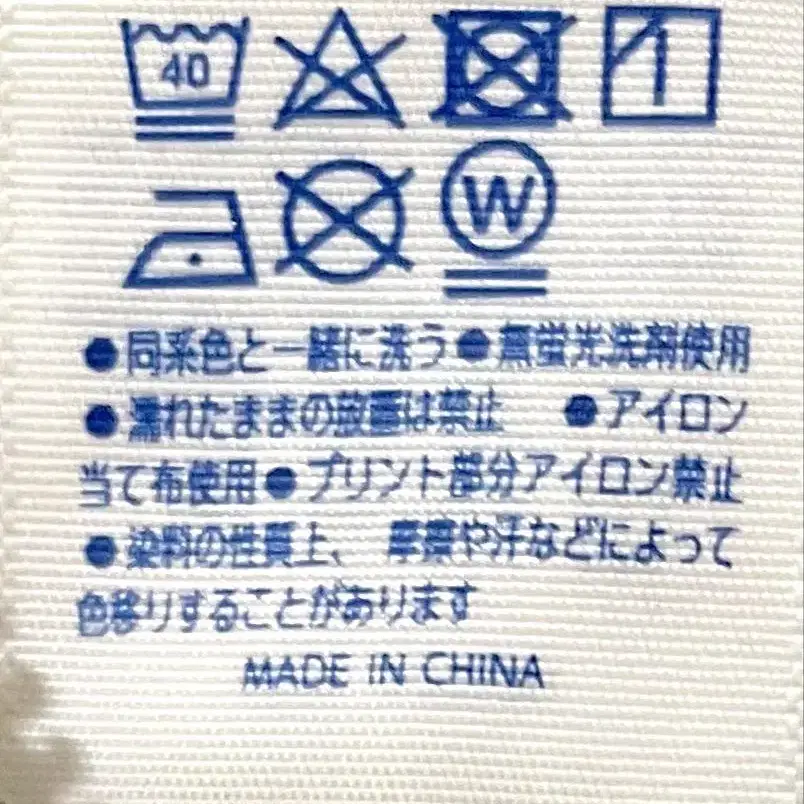 40
W
●同系色と一緒に洗う●無蛍光洗剤使用
●濡れたままの放置は禁止 ●アイロン
当て布使用●プリント部分アイロン禁止
●染料の性質上、摩擦や汗などによって
色移りすることがあります
MADE IN CHINA